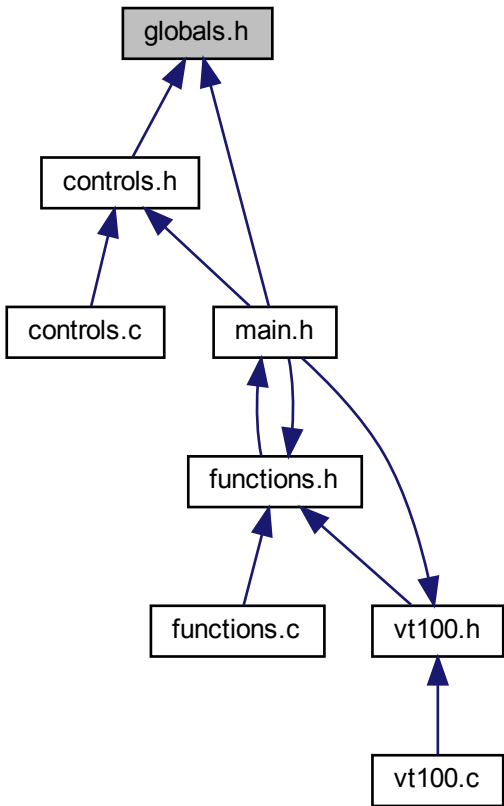 globals.h
controls.h
controls.c
main.h
functions.h
functions.c
vt100.h
vt100.c